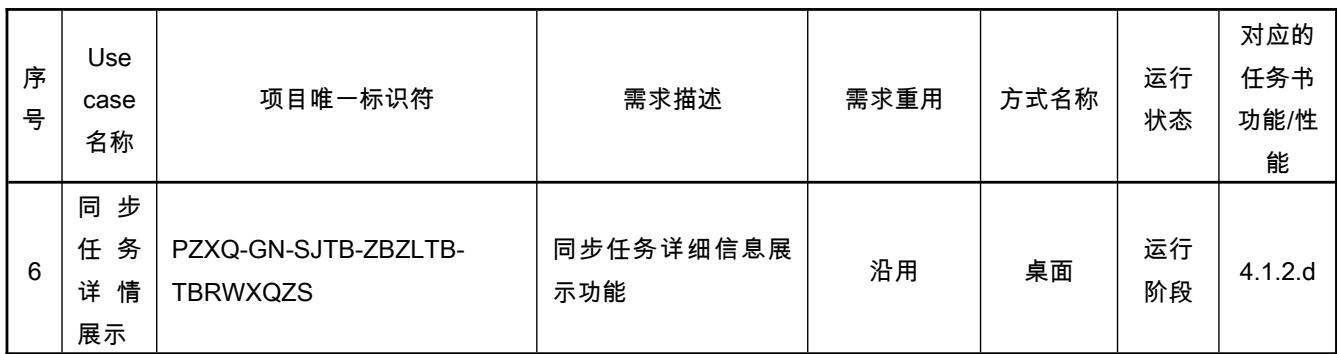 序号
Use case 名称
项目唯一标识符
需求描述
需求重用
方式名称
运行状态
对应的任务书功能/性能
6
同步任务详情展示
PZXQ-GN-SJTB-ZBZLTB-
TBRWXQZS
同步任务详细信息展
示功能
沿用
桌面
运行
阶段
4.1.2.d